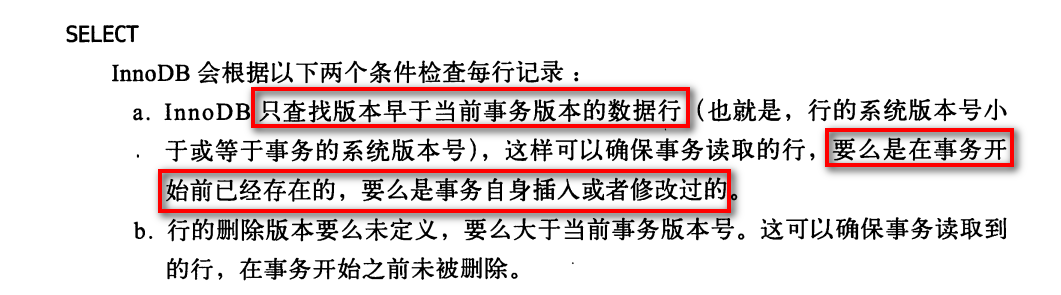 SELECT
InnoDB 会根据以下两个条件检查每行记录：
a. InnoDB 只查找版本早于当前事务版本的数据行（也就是，行的系统版本号小
于或等于事务的系统版本号），这样可以确保事务读取的行，要么是在事务开
始前已经存在的，要么是事务自身插入或者修改过的。
b. 行的删除版本要么未定义，要么大于当前事务版本号。这可以确保事务读取到
的行，在事务开始之前未被删除。